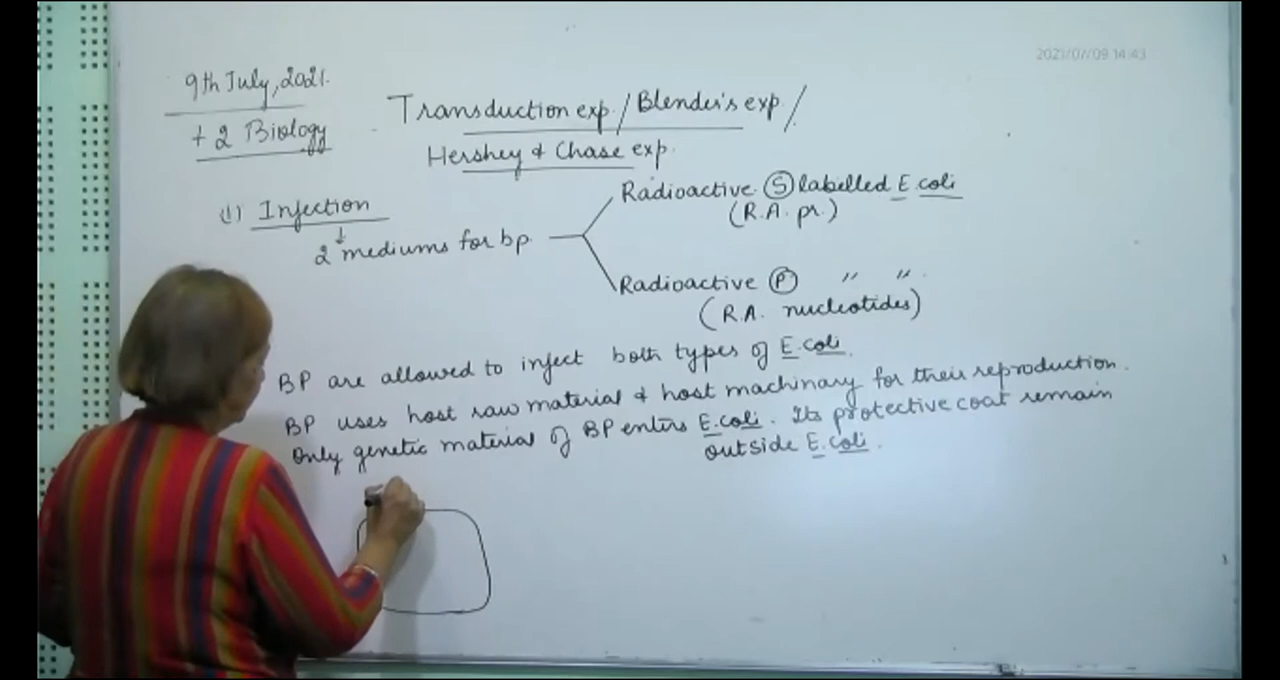 2021/07/09 14:43
9th July, 2021.
+2 Biology
Transduction exp./Blender's exp./
Hershey & Chase exp.
(1) Infection
2 mediums for bp.
Radioactive (S) labelled E.coli
(R.A. pr.)
Radioactive (P) " "
(R.A. nucleotides)
BP are allowed to infect both types of E.coli.
BP uses host raw material & host machinary for their reproduction.
Only genetic material of BP enters E.coli. Its protective coat remain
outside E.coli.